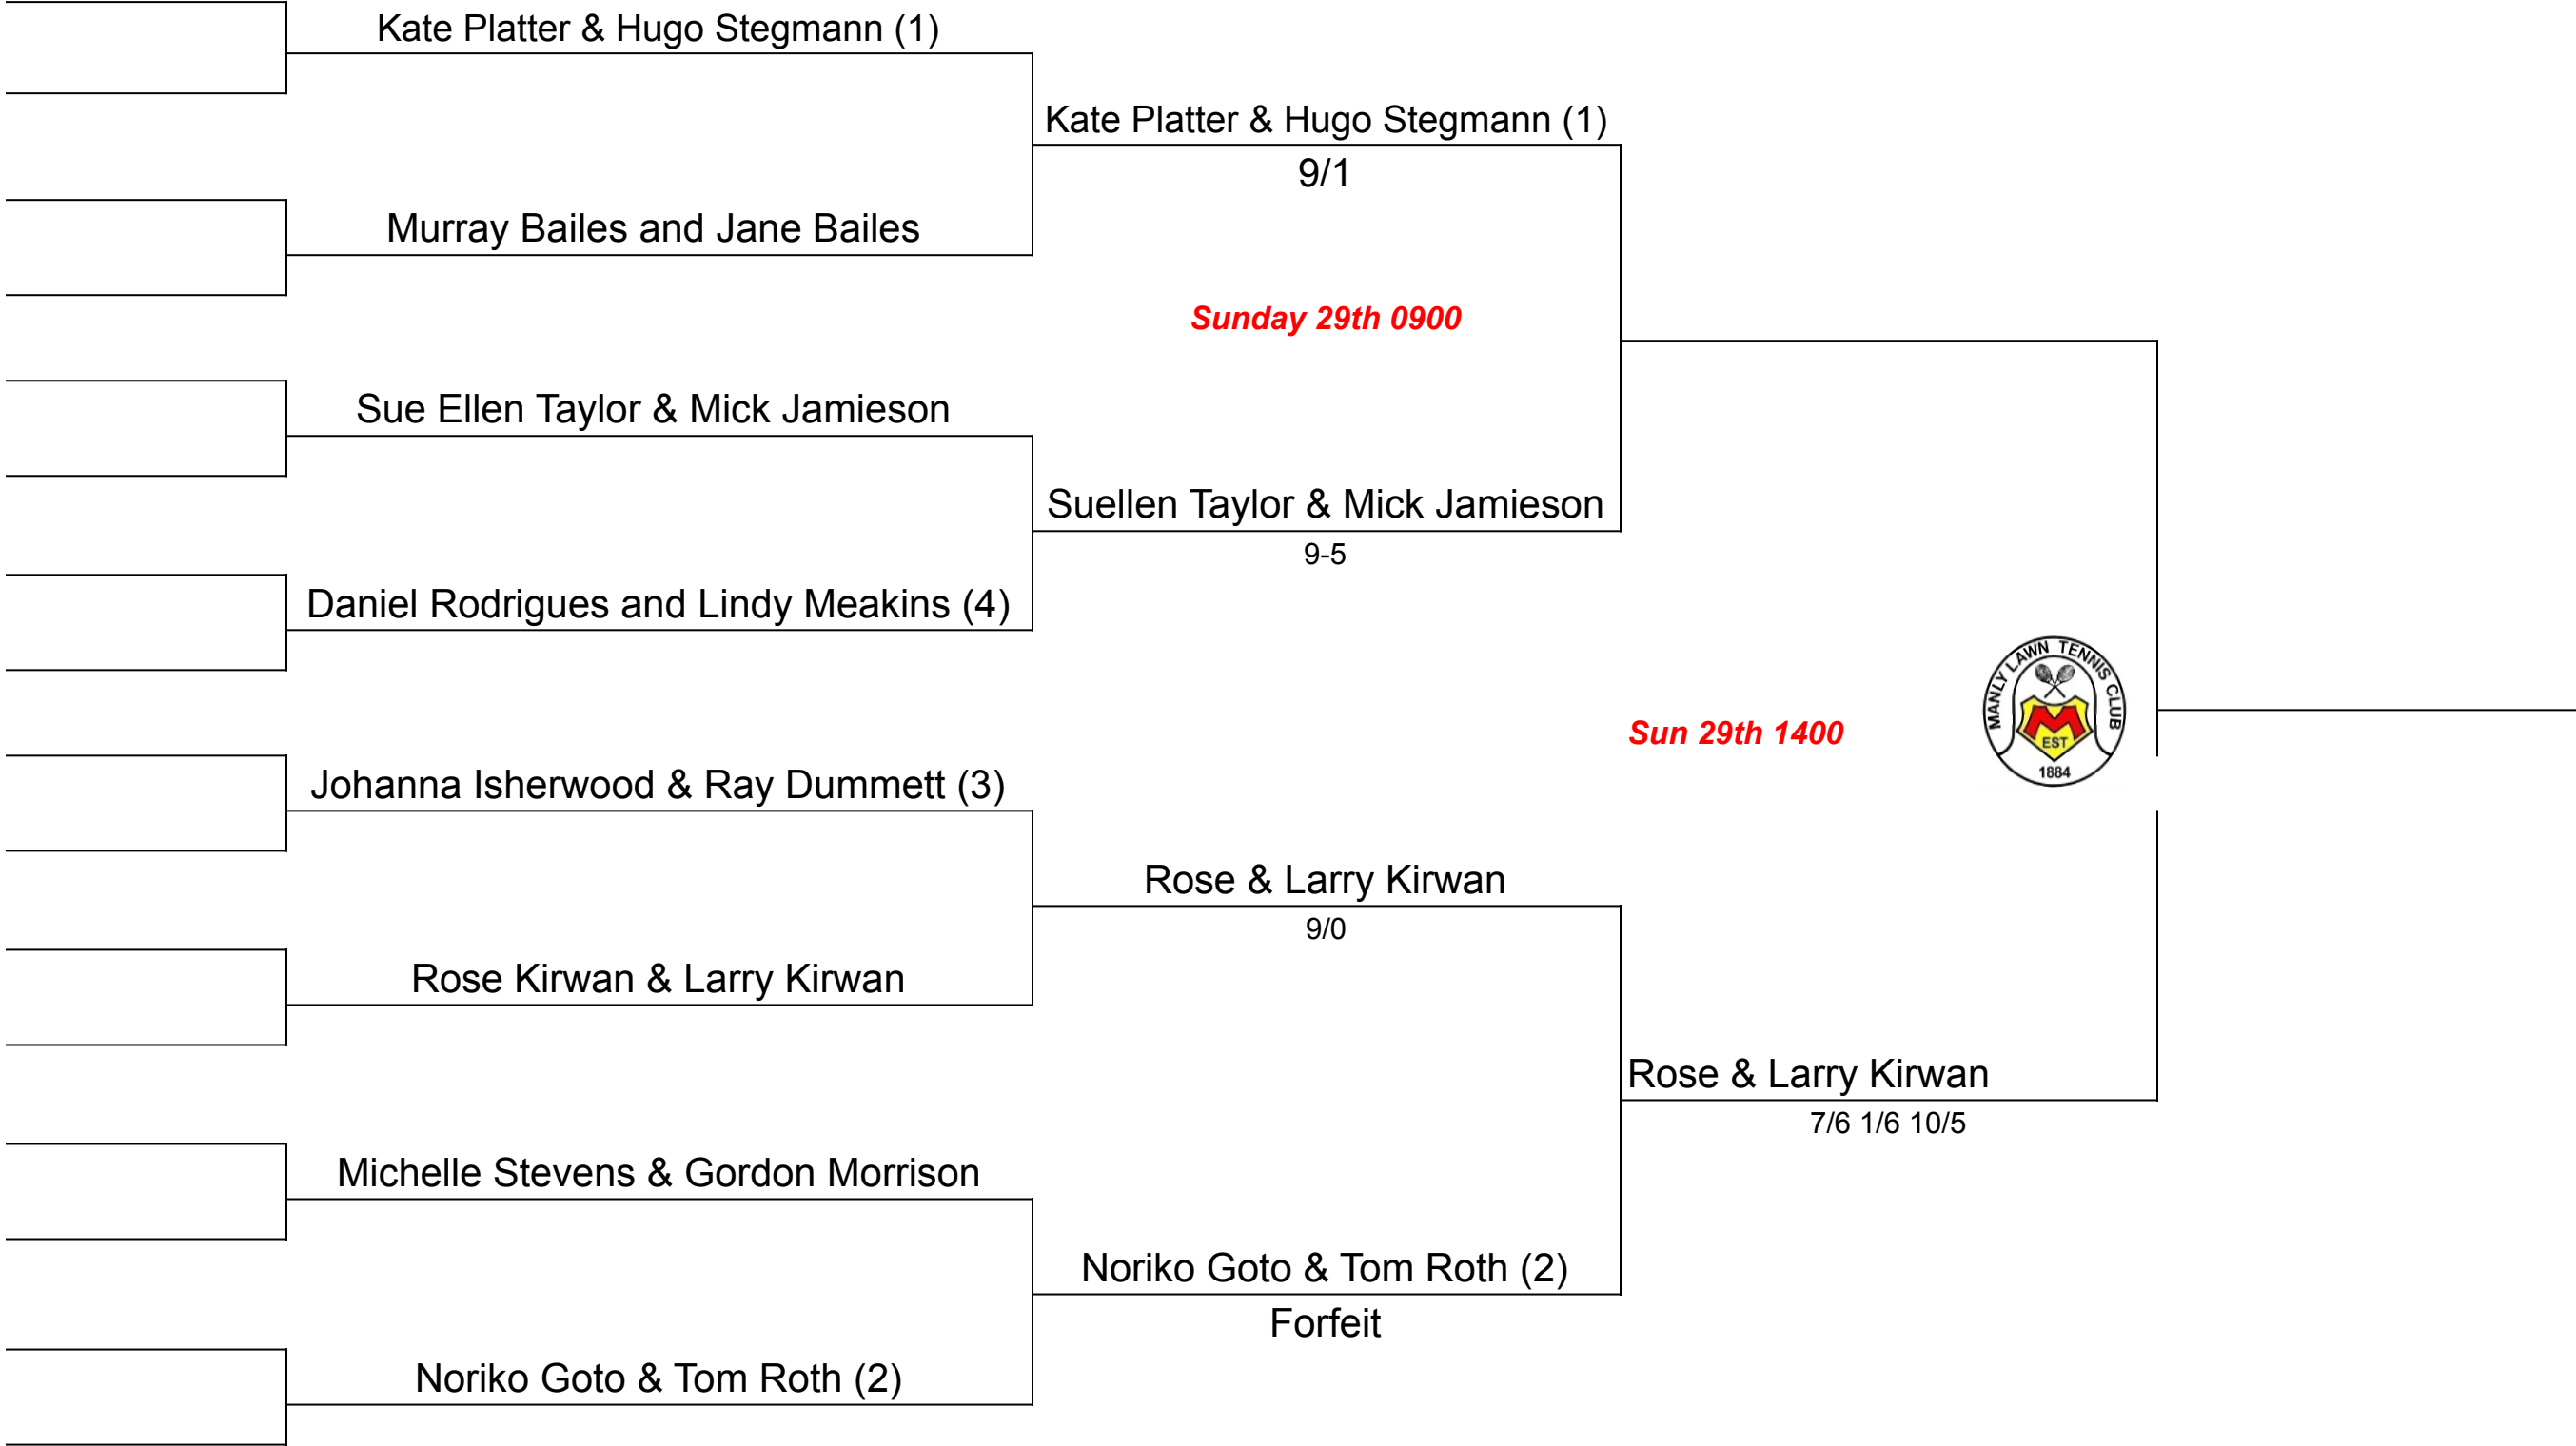 Kate Platter & Hugo Stegmann (1)
Kate Platter & Hugo Stegmann (1)
9/1
Murray Bailes and Jane Bailes
Sunday 29th 0900
Sue Ellen Taylor & Mick Jamieson
Suellen Taylor & Mick Jamieson
9-5
Daniel Rodrigues and Lindy Meakins (4)
MANLY LAWN TENNIS CLUB
M
EST
1884
Sun 29th 1400
Johanna Isherwood & Ray Dummett (3)
Rose & Larry Kirwan
9/0
Rose Kirwan & Larry Kirwan
Rose & Larry Kirwan
7/6 1/6 10/5
Michelle Stevens & Gordon Morrison
Noriko Goto & Tom Roth (2)
Forfeit
Noriko Goto & Tom Roth (2)